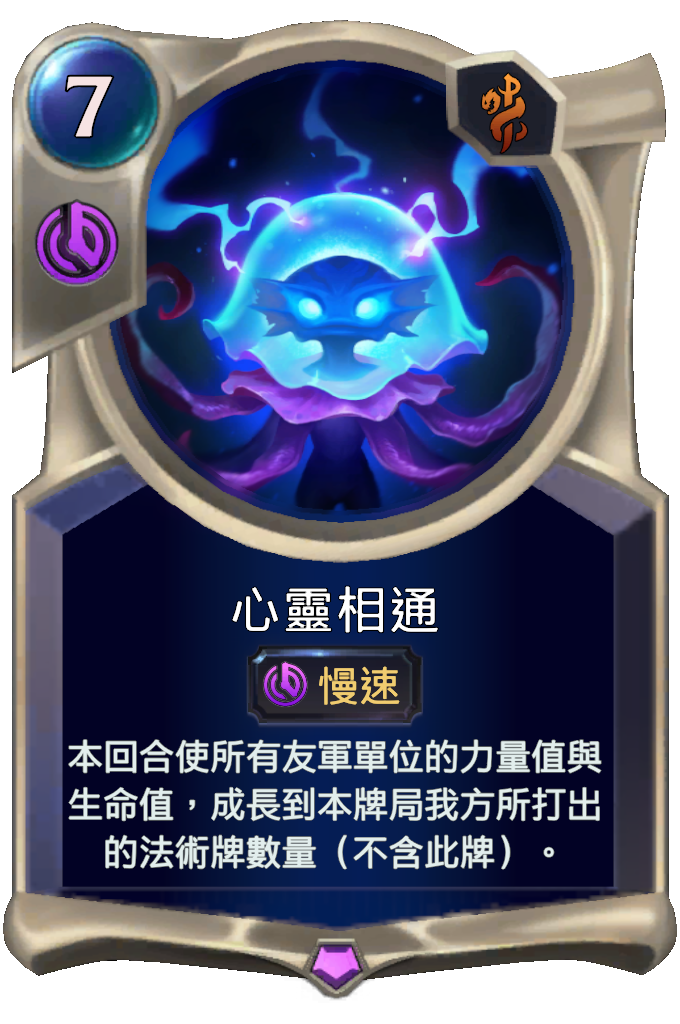 7
心靈相通
慢速
本回合使所有友軍單位的力量值與
生命值，成長到本牌局我方所打出
的法術牌數量（不含此牌）。